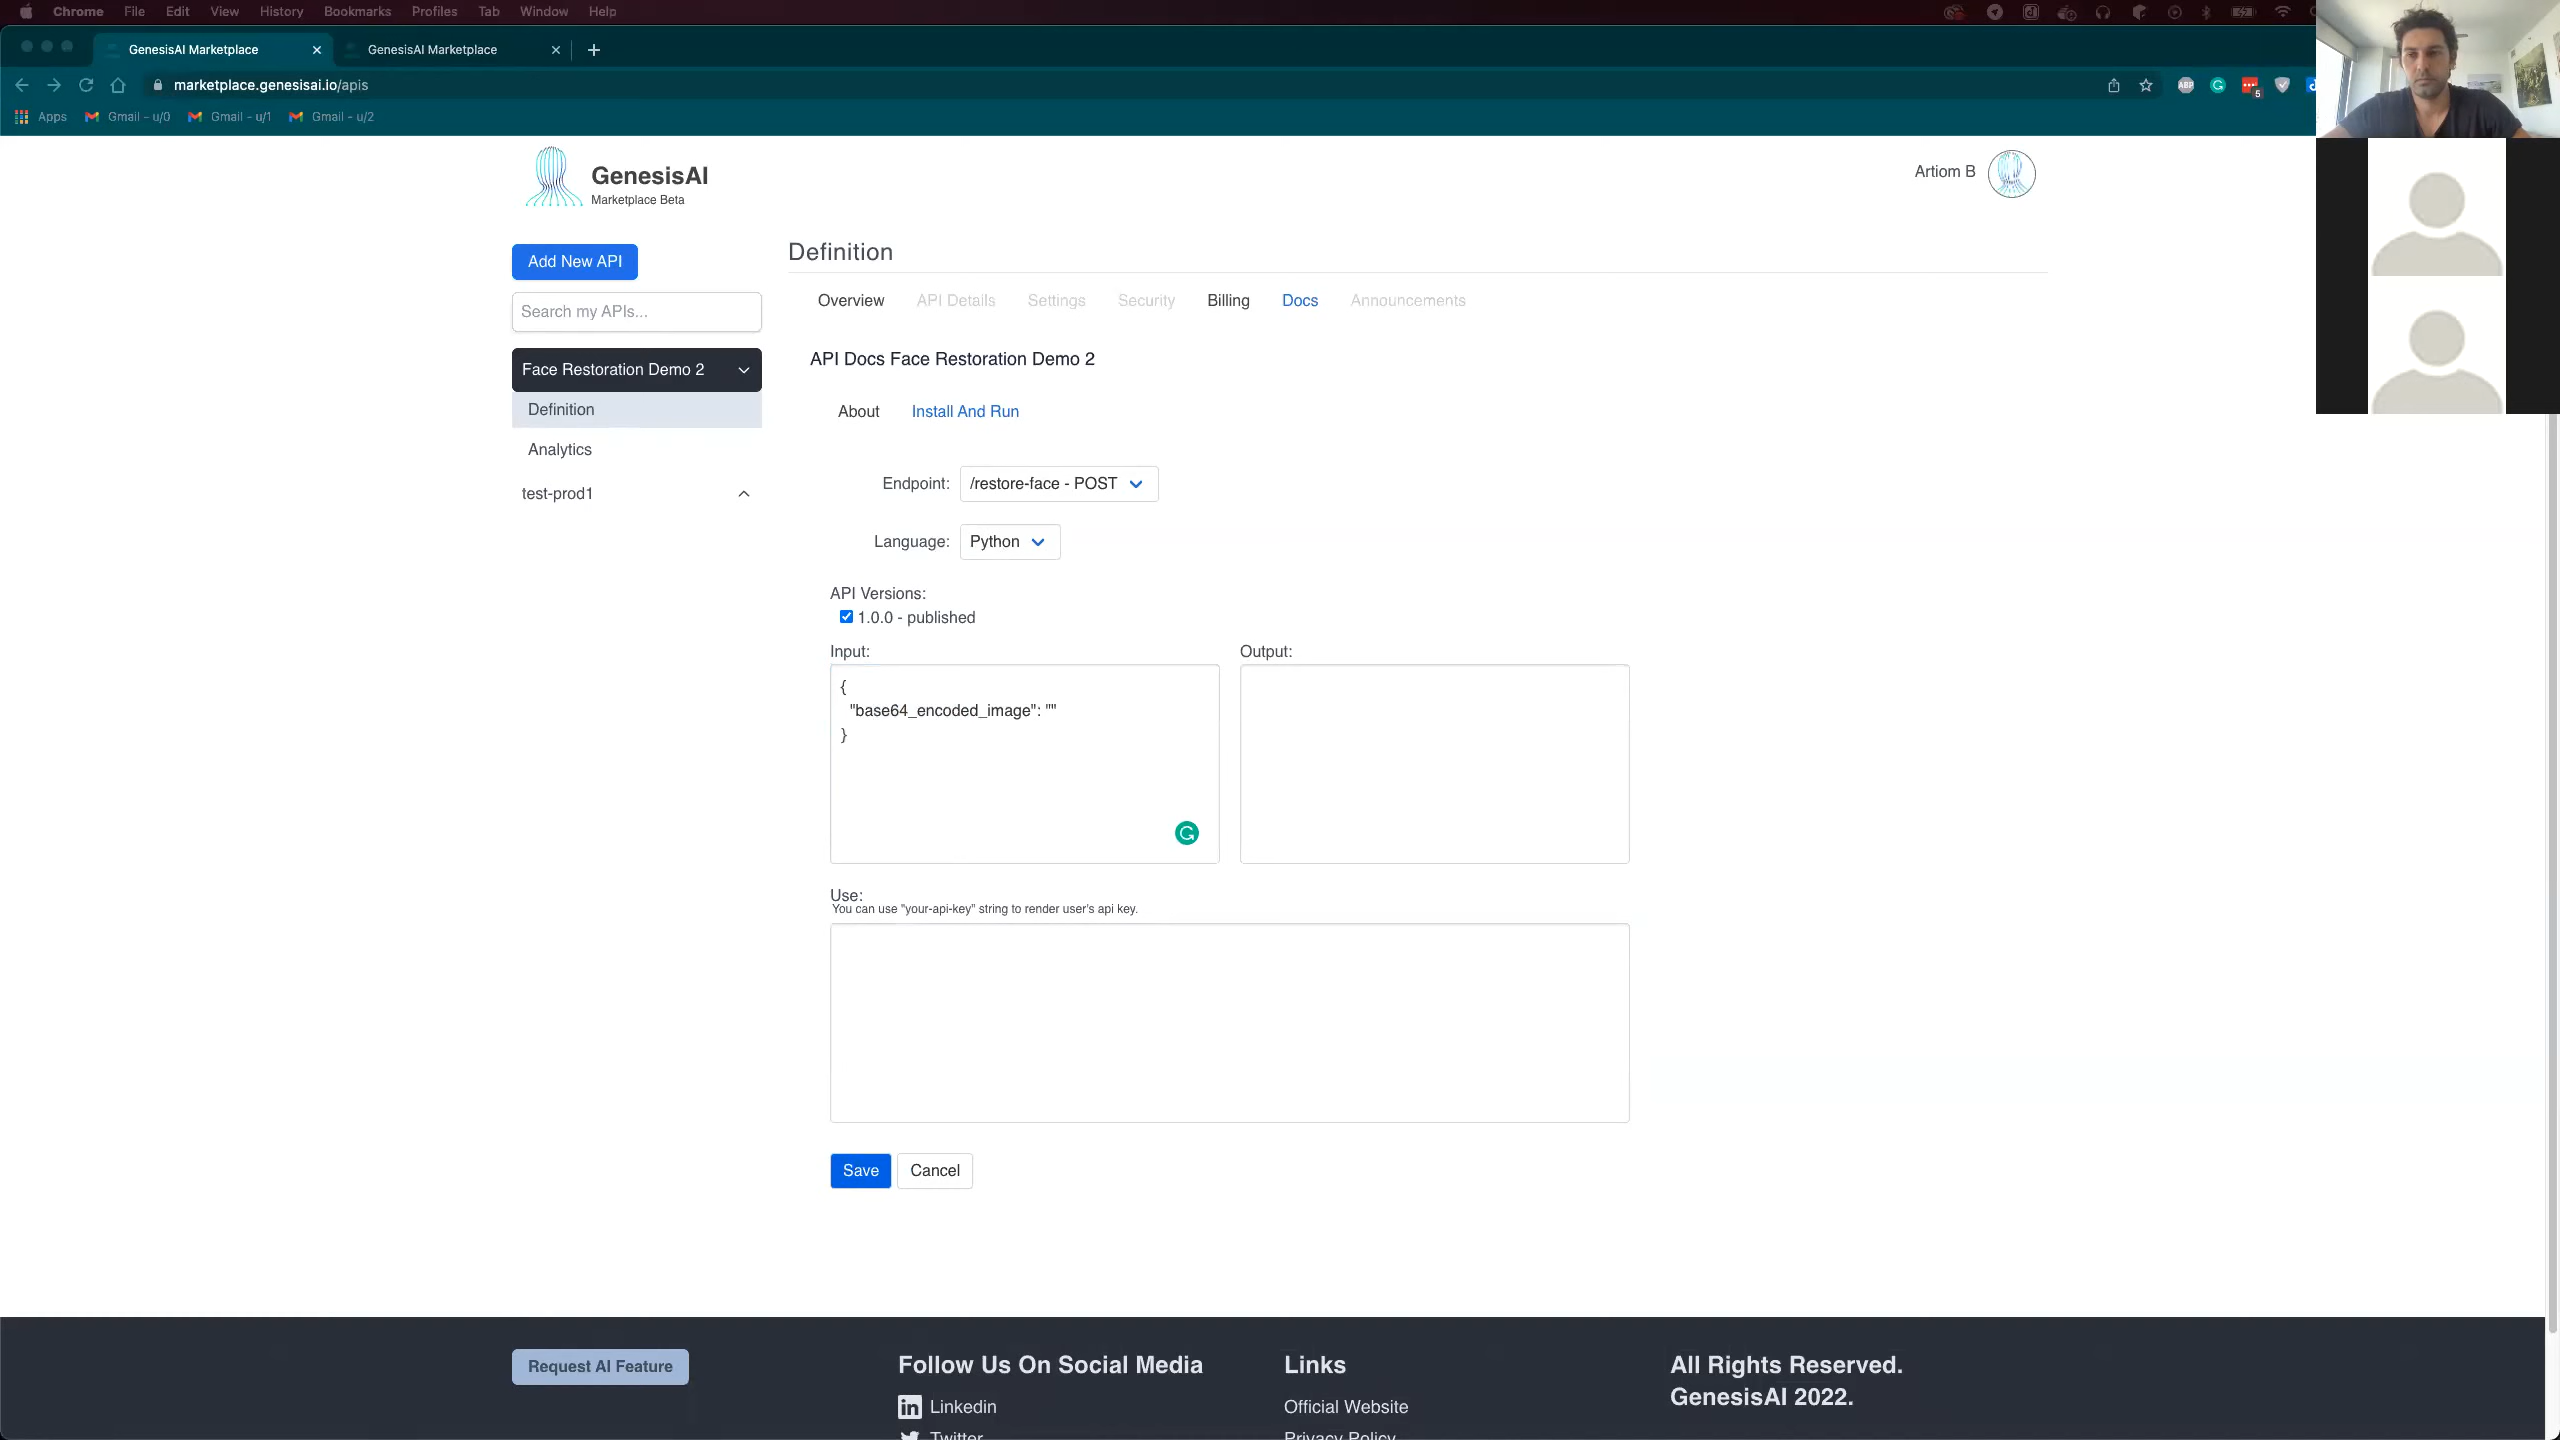 Chrome File Edit View History Bookmarks Profiles Tab Window Help
GenesisAI Marketplace GenesisAI Marketplace
marketplace.genesisai.io/apis
ABP
5
Apps Gmail - u/0 Gmail - u/1 Gmail - u/2
GenesisAI
Marketplace Beta
Artiom B
Add New API
Search my APIs...
Face Restoration Demo 2
Definition
Analytics
test-prod1
Definition
Overview API Details Settings Security Billing Docs Announcements
API Docs Face Restoration Demo 2
About Install And Run
Endpoint: /restore-face - POST
Language: Python
API Versions:
1.0.0 - published
Input: Output:
{
"base64_encoded_image": ""
}
Use:
You can use "your-api-key" string to render user's api key.
Save Cancel
Request AI Feature
Follow Us On Social Media
Linkedin
Twitter
Links
Official Website
Privacy Policy
All Rights Reserved.
GenesisAI 2022.